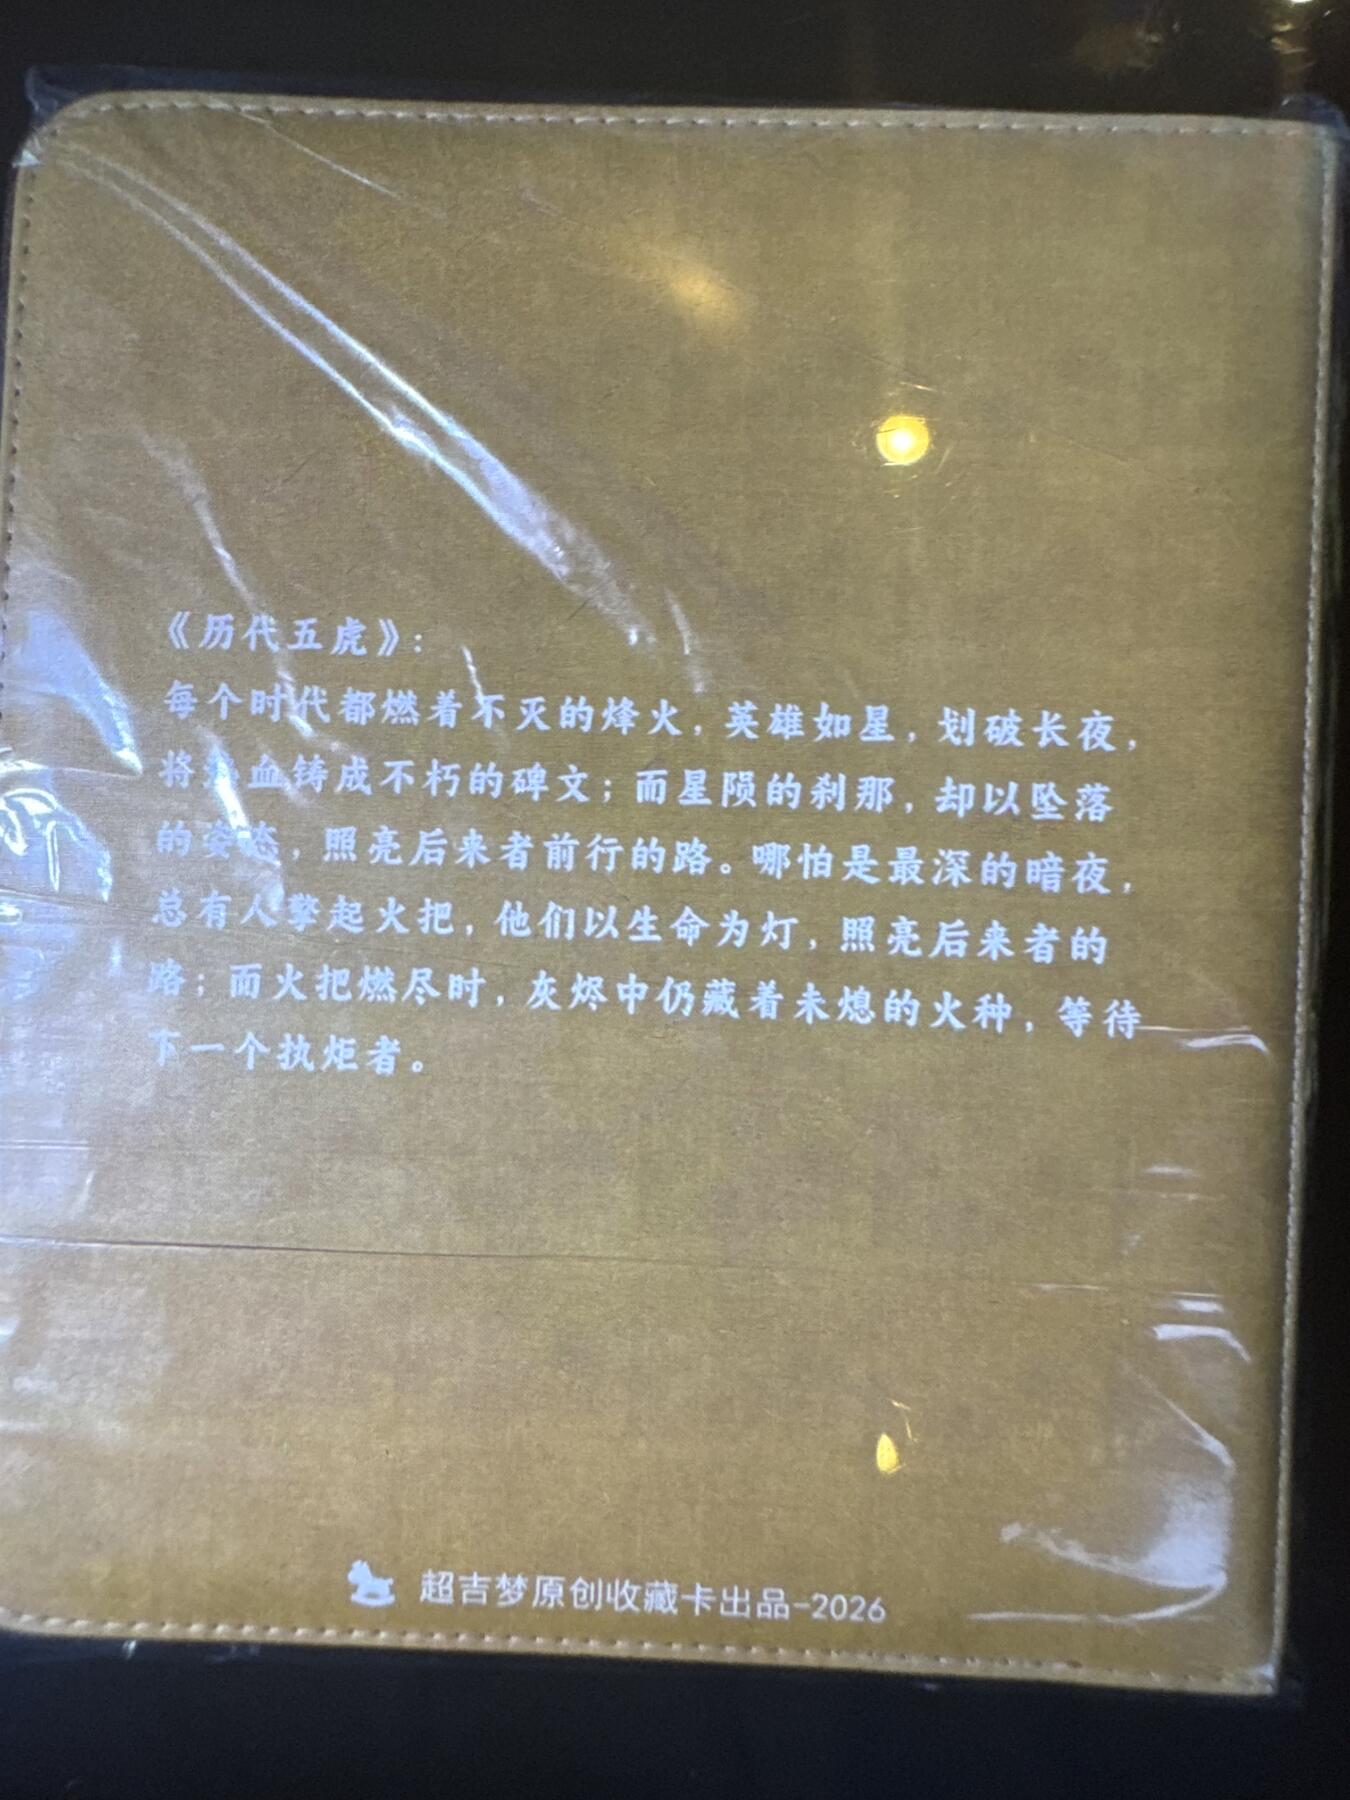 《历代五虎》：
每个时代都燃着不灭的烽火，英雄如星，划破长夜，
将血铸成不朽的碑文；而星陨的刹那，却以坠落
的姿态，照亮后来者前行的路。哪怕是最深的暗夜，
总有人擎起火把，他们以生命为灯，照亮后来者的
路；而火把燃尽时，灰烬中仍藏着未熄的火种，等待
下一个执炬者。
超吉梦原创收藏卡出品-2026